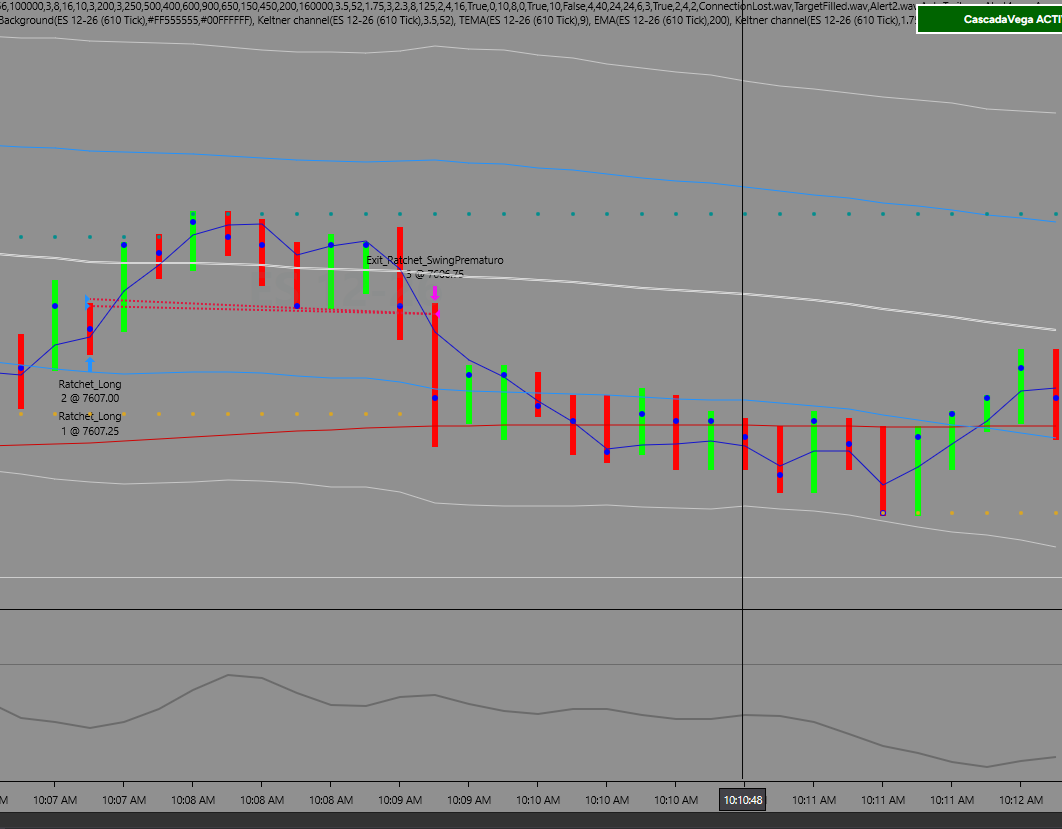 56,100000,3,8,16,10,3,200,3,250,500,400,600,900,650,150,450,200,160000,3.5,52,1.75,3,2,3,8,125,2,4,16,True,0,10,8,0,True,10,False,4,40,24,24,6,3,True,2,4,2,ConnectionLost.wav,TargetFilled.wav,Alert2.wav
Background(ES 12-26 (610 Tick),#FF555555,#00FFFFFF), Keltner channel(ES 12-26 (610 Tick),3.5,52), TEMA(ES 12-26 (610 Tick),9), EMA(ES 12-26 (610 Tick),200), Keltner channel(ES 12-26 (610 Tick),1.75
CascadaVega ACTI
Exit_Ratchet_SwingPrematuro
3 @ 7606.75
Ratchet_Long
2 @ 7607.00
Ratchet_Long
1 @ 7607.25
M 10:07 AM 10:07 AM 10:08 AM 10:08 AM 10:08 AM 10:09 AM 10:09 AM 10:10 AM 10:10 AM 10:10 AM 10:10:48 10:11 AM 10:11 AM 10:11 AM 10:12 AM